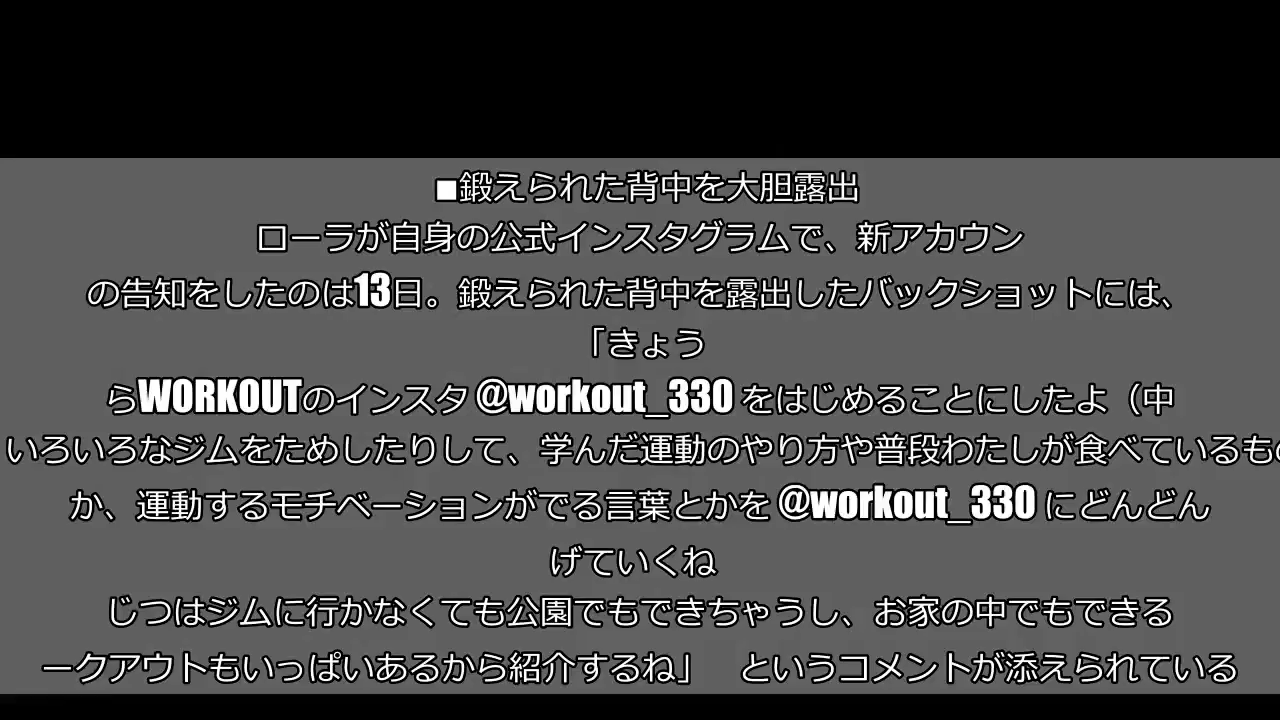 ■鍛えられた背中を大胆露出
ローラが自身の公式インスタグラムで、新アカウン
の告知をしたのは13日。鍛えられた背中を露出したバックショットには、
「きょう
らWORKOUTのインスタ @workout_330 をはじめることにしたよ（中
いろいろなジムをためしたりして、学んだ運動のやり方や普段わたしが食べているもの
か、運動するモチベーションがでる言葉とかを @workout_330 にどんどん
げていくね
じつはジムに行かなくても公園でもできちゃうし、お家の中でもできる
ークアウトもいっぱいあるから紹介するね」　というコメントが添えられている